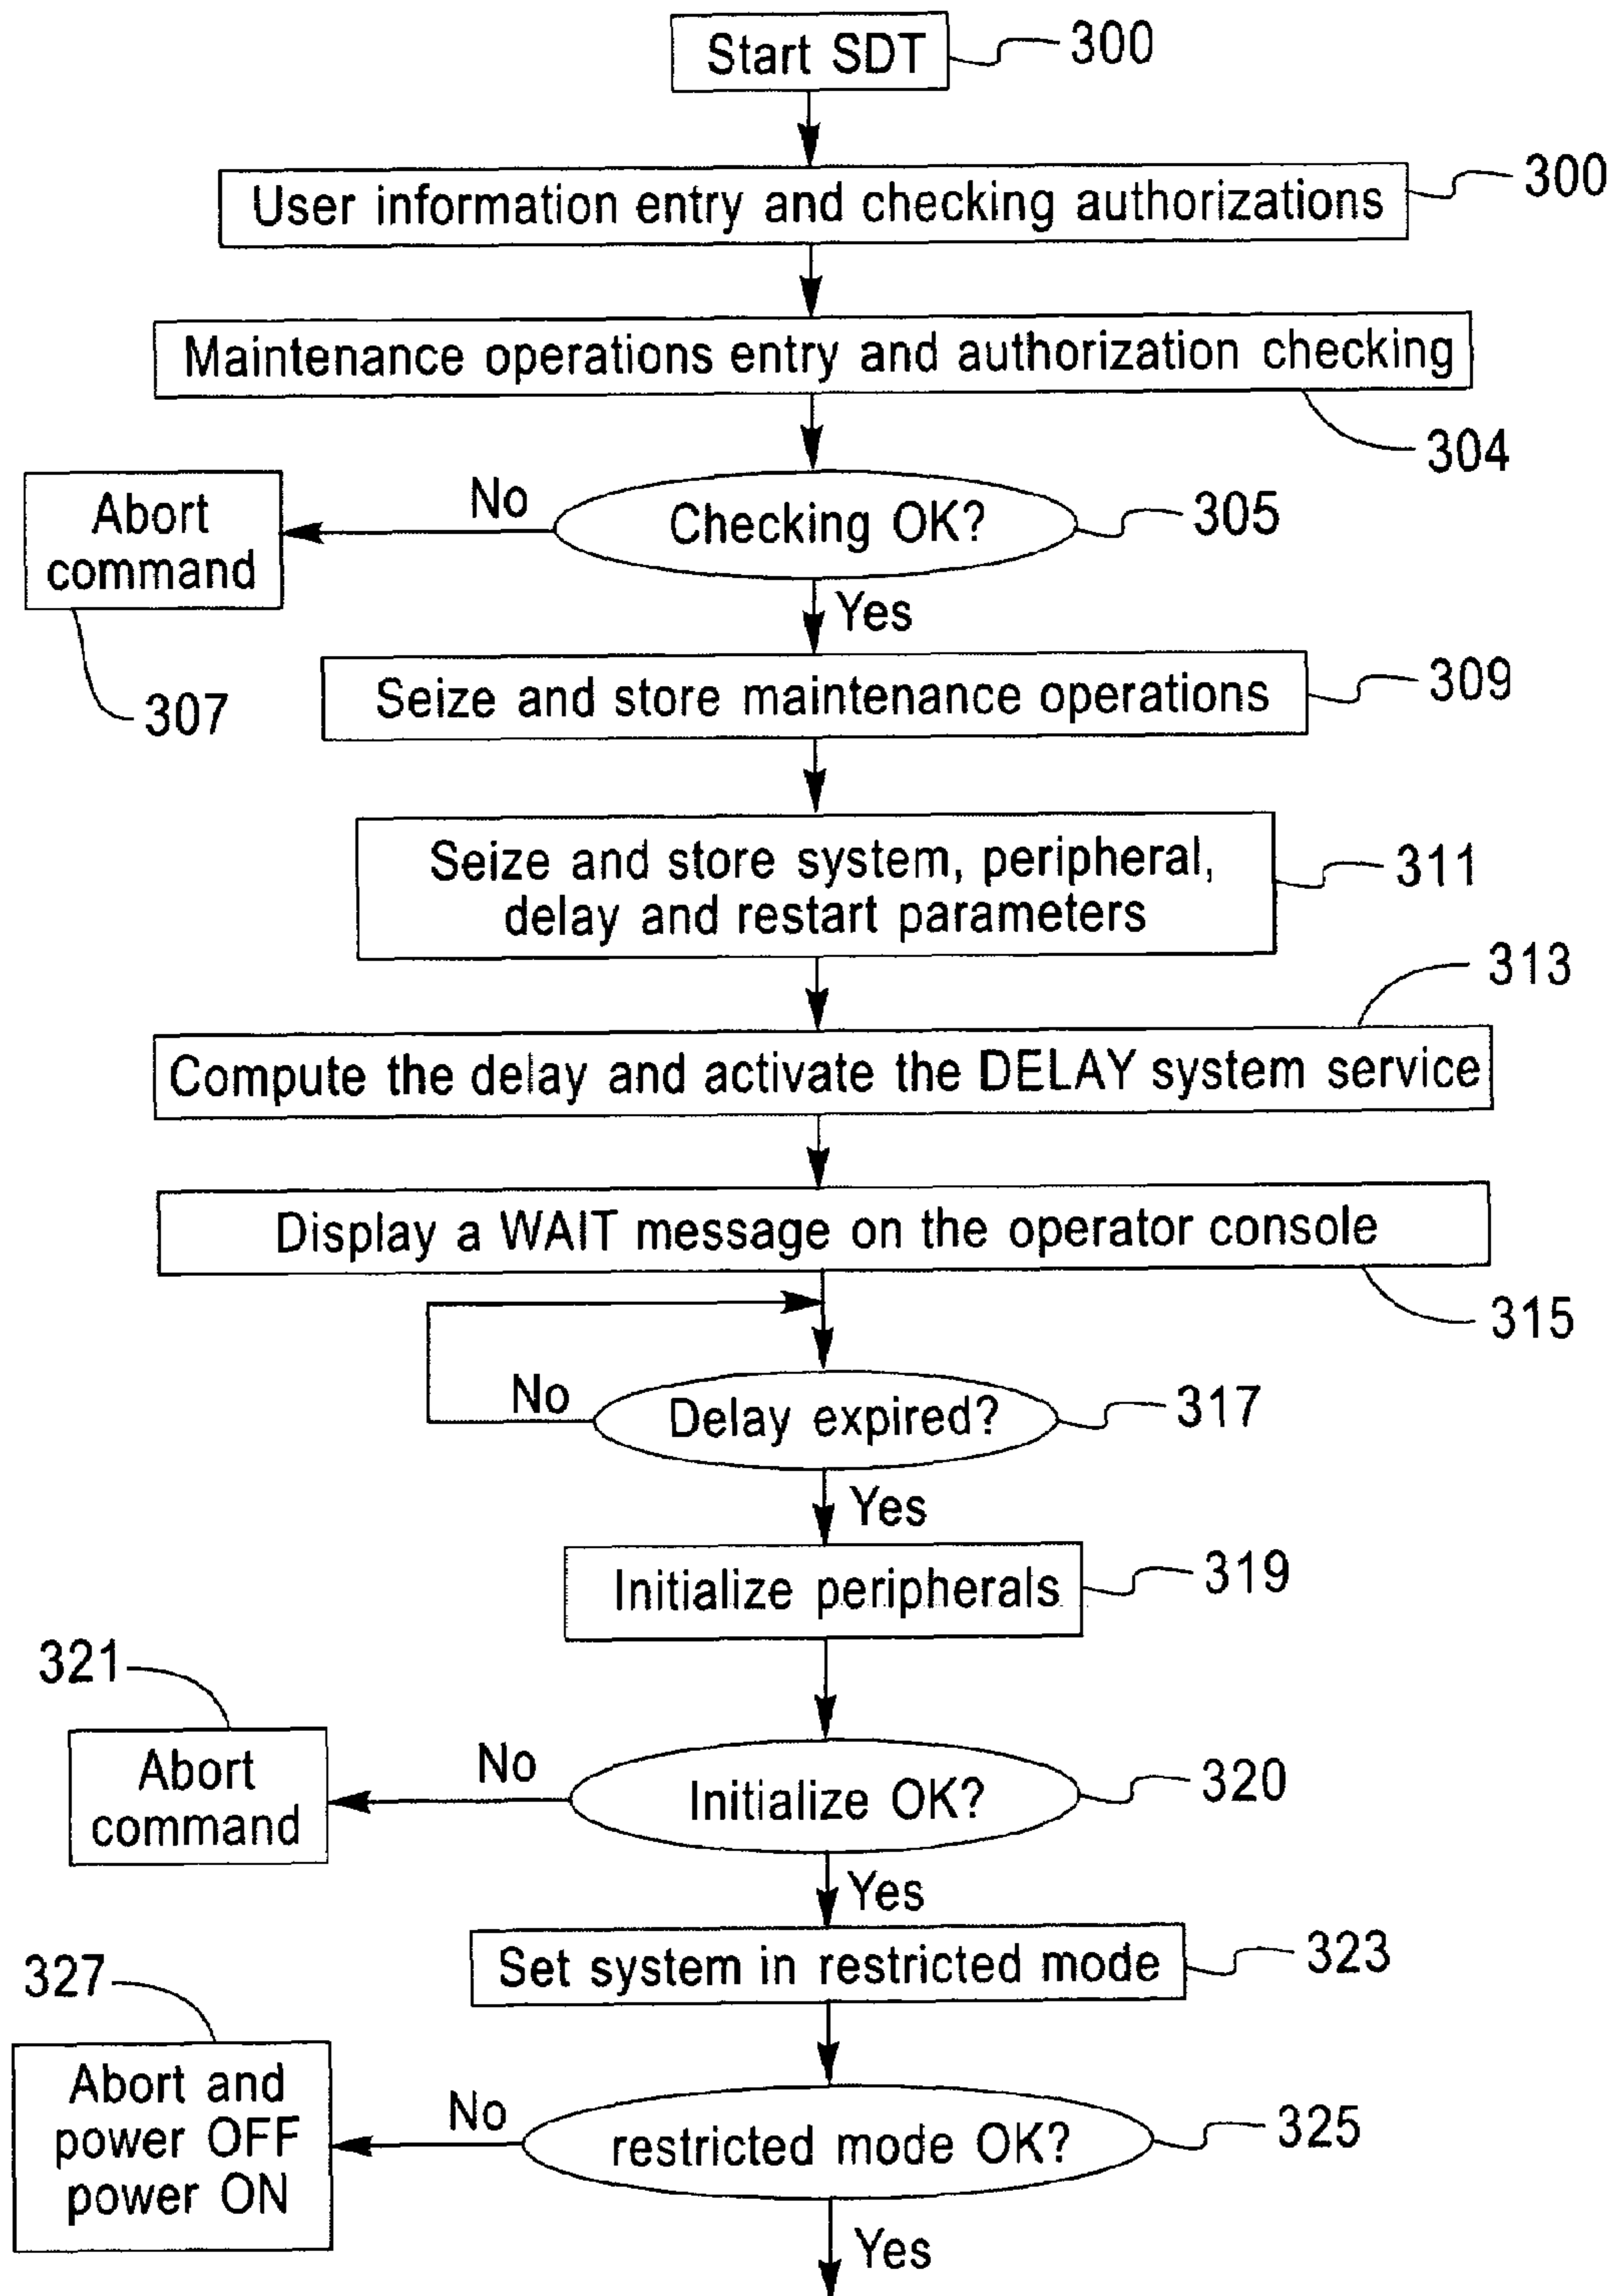 Start SDT
300
User information entry and checking authorizations
300
Maintenance operations entry and authorization checking
304
Abort
command
No
Checking OK?
305
Yes
307
Seize and store maintenance operations
309
Seize and store system, peripheral,
delay and restart parameters
311
313
Compute the delay and activate the DELAY system service
Display a WAIT message on the operator console
315
No
Delay expired?
317
Yes
Initialize peripherals
319
321
Abort
command
No
Initialize OK?
320
Yes
Set system in restricted mode
323
327
Abort and
power OFF
power ON
No
restricted mode OK?
325
Yes